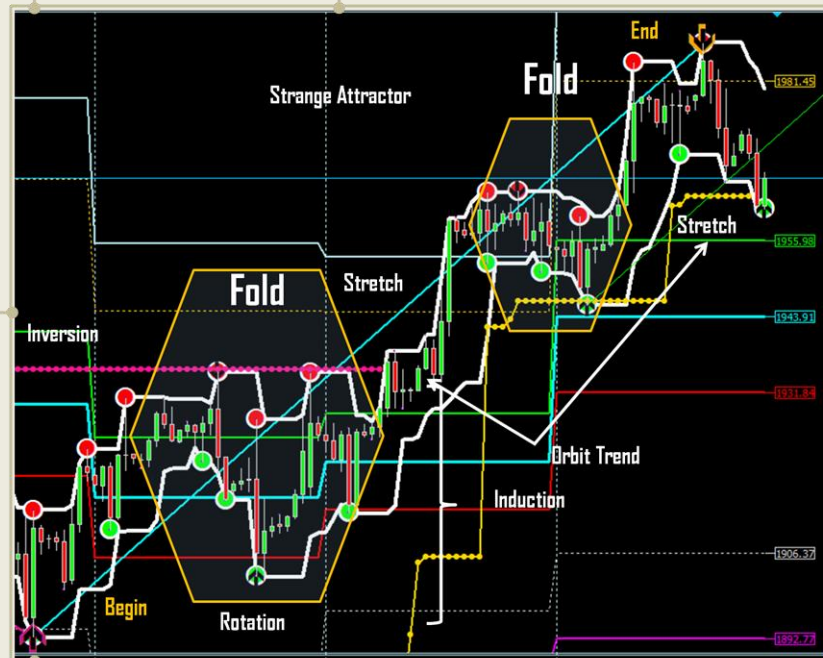 End
1981.45
Fold
Strange Attractor
Stretch
1955.98
Fold
Stretch
1943.91
Inversion
1931.84
Orbit Trend
Induction
1906.37
Begin
Rotation
1892.77